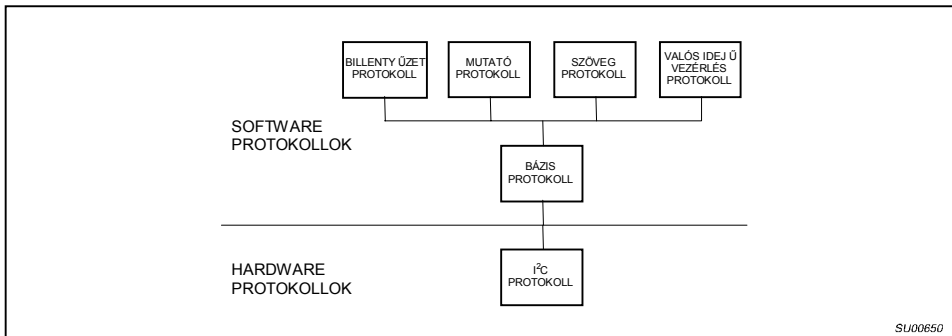 BILLENTY ŰZET
PROTOKOLL
MUTATÓ
PROTOKOLL
SZÖVEG
PROTOKOLL
VALÓS IDEJ Ű
VEZÉRLÉS
PROTOKOLL
SOFTWARE
PROTOKOLLOK
BÁZIS
PROTOKOLL
HARDWARE
PROTOKOLLOK
I²C
PROTOKOLL
SU00650